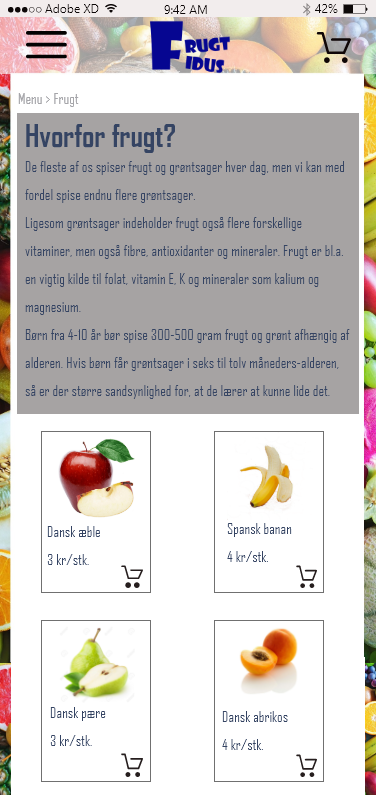 Adobe XD 9:42 AM 42%
FRUGT
FIDUS
Menu > Frugt
Hvorfor frugt?
De fleste af os spiser frugt og grøntsager hver dag, men vi kan med
fordel spise endnu flere grøntsager.
Ligesom grøntsager indeholder frugt også flere forskellige
vitaminer, men også fibre, antioxidanter og mineraler. Frugt er bl.a.
en vigtig kilde til folat, vitamin E, K og mineraler som kalium og
magnesium.
Børn fra 4-10 år bør spise 300-500 gram frugt og grønt afhængig af
alderen. Hvis børn får grøntsager i seks til tolv måneders-alderen,
så er der større sandsynlighed for, at de lærer at kunne lide det.
Dansk æble
3 kr/stk.
Spansk banan
4 kr/stk.
Dansk pære
3 kr/stk.
Dansk abrikos
4 kr/stk.